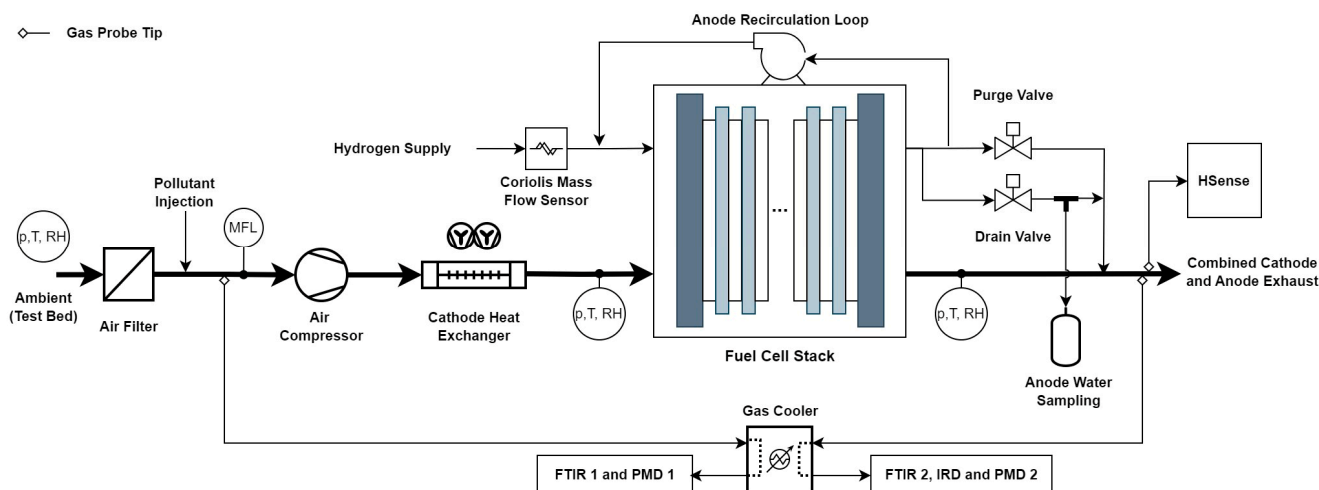 Anode Recirculation Loop
Gas Probe Tip
Purge Valve
Hydrogen Supply
Coriolis Mass
Flow Sensor
HSense
Pollutant
Injection
p,T, RH
MFL
...
Drain Valve
Ambient
(Test Bed)
Air Filter
Air
Compressor
Cathode Heat
Exchanger
p,T, RH
Fuel Cell Stack
p,T, RH
Combined Cathode
and Anode Exhaust
Anode Water
Sampling
Gas Cooler
FTIR 1 and PMD 1
FTIR 2, IRD and PMD 2